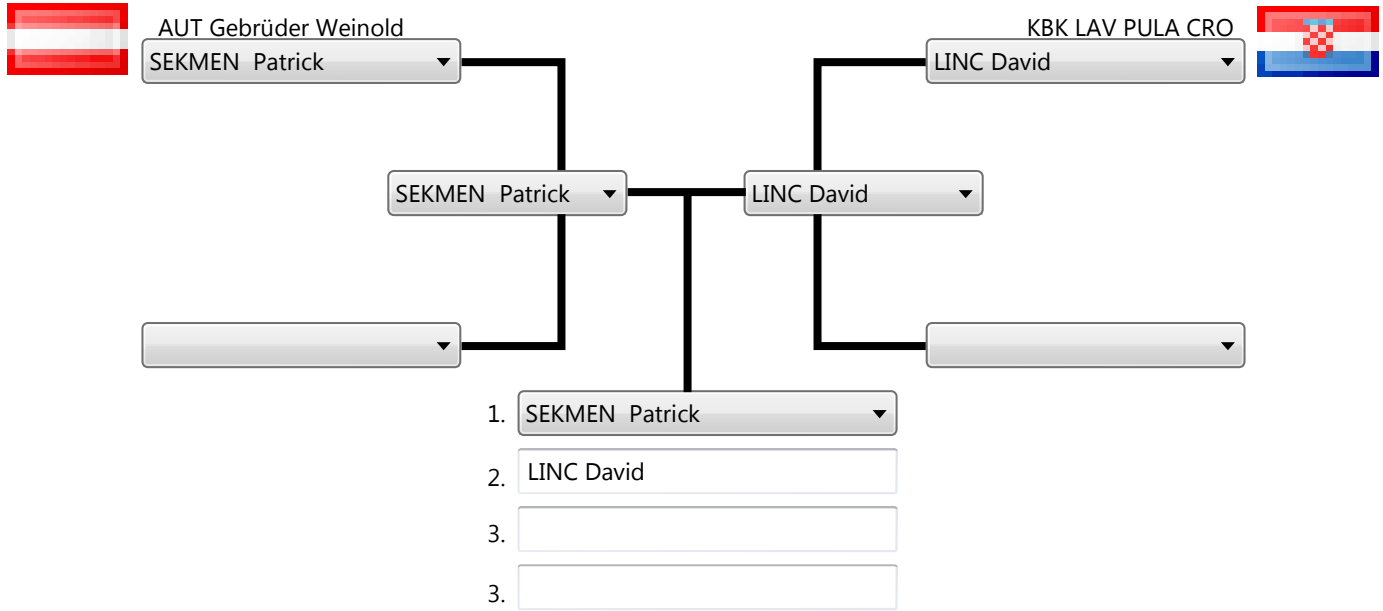 AUT Gebrüder Weinold
KBK LAV PULA CRO
SEKMEN  Patrick
LINC David
SEKMEN  Patrick
LINC David
1. SEKMEN  Patrick
2. LINC David
3.
3.